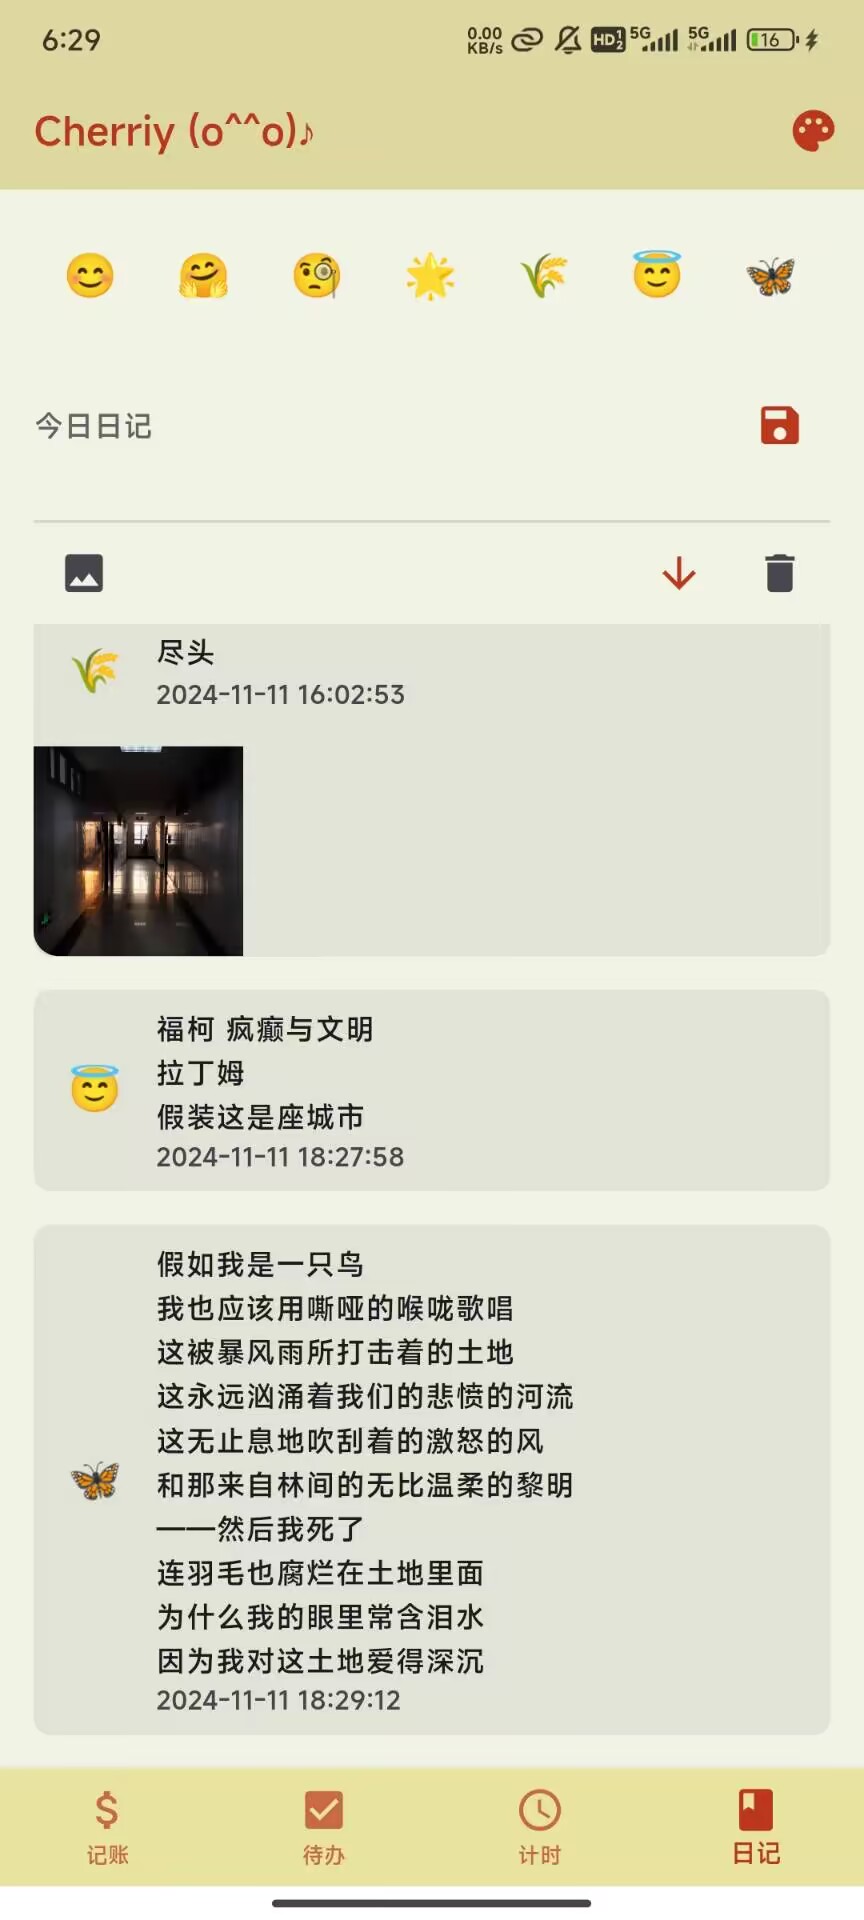 6:29
0.00 KB/s HD 1 2 5G 5G 16
Cherriy (o^^o)♪
今日日记
尽头
2024-11-11 16:02:53
福柯 疯癫与文明
拉丁姆
假装这是座城市
2024-11-11 18:27:58
假如我是一只鸟
我也应该用嘶哑的喉咙歌唱
这被暴风雨所打击着的土地
这永远汹涌着我们的悲愤的河流
这无止息地吹刮着的激怒的风
和那来自林间的无比温柔的黎明
——然后我死了
连羽毛也腐烂在土地里面
为什么我的眼里常含泪水
因为我对这土地爱得深沉
2024-11-11 18:29:12
记账
待办
计时
日记